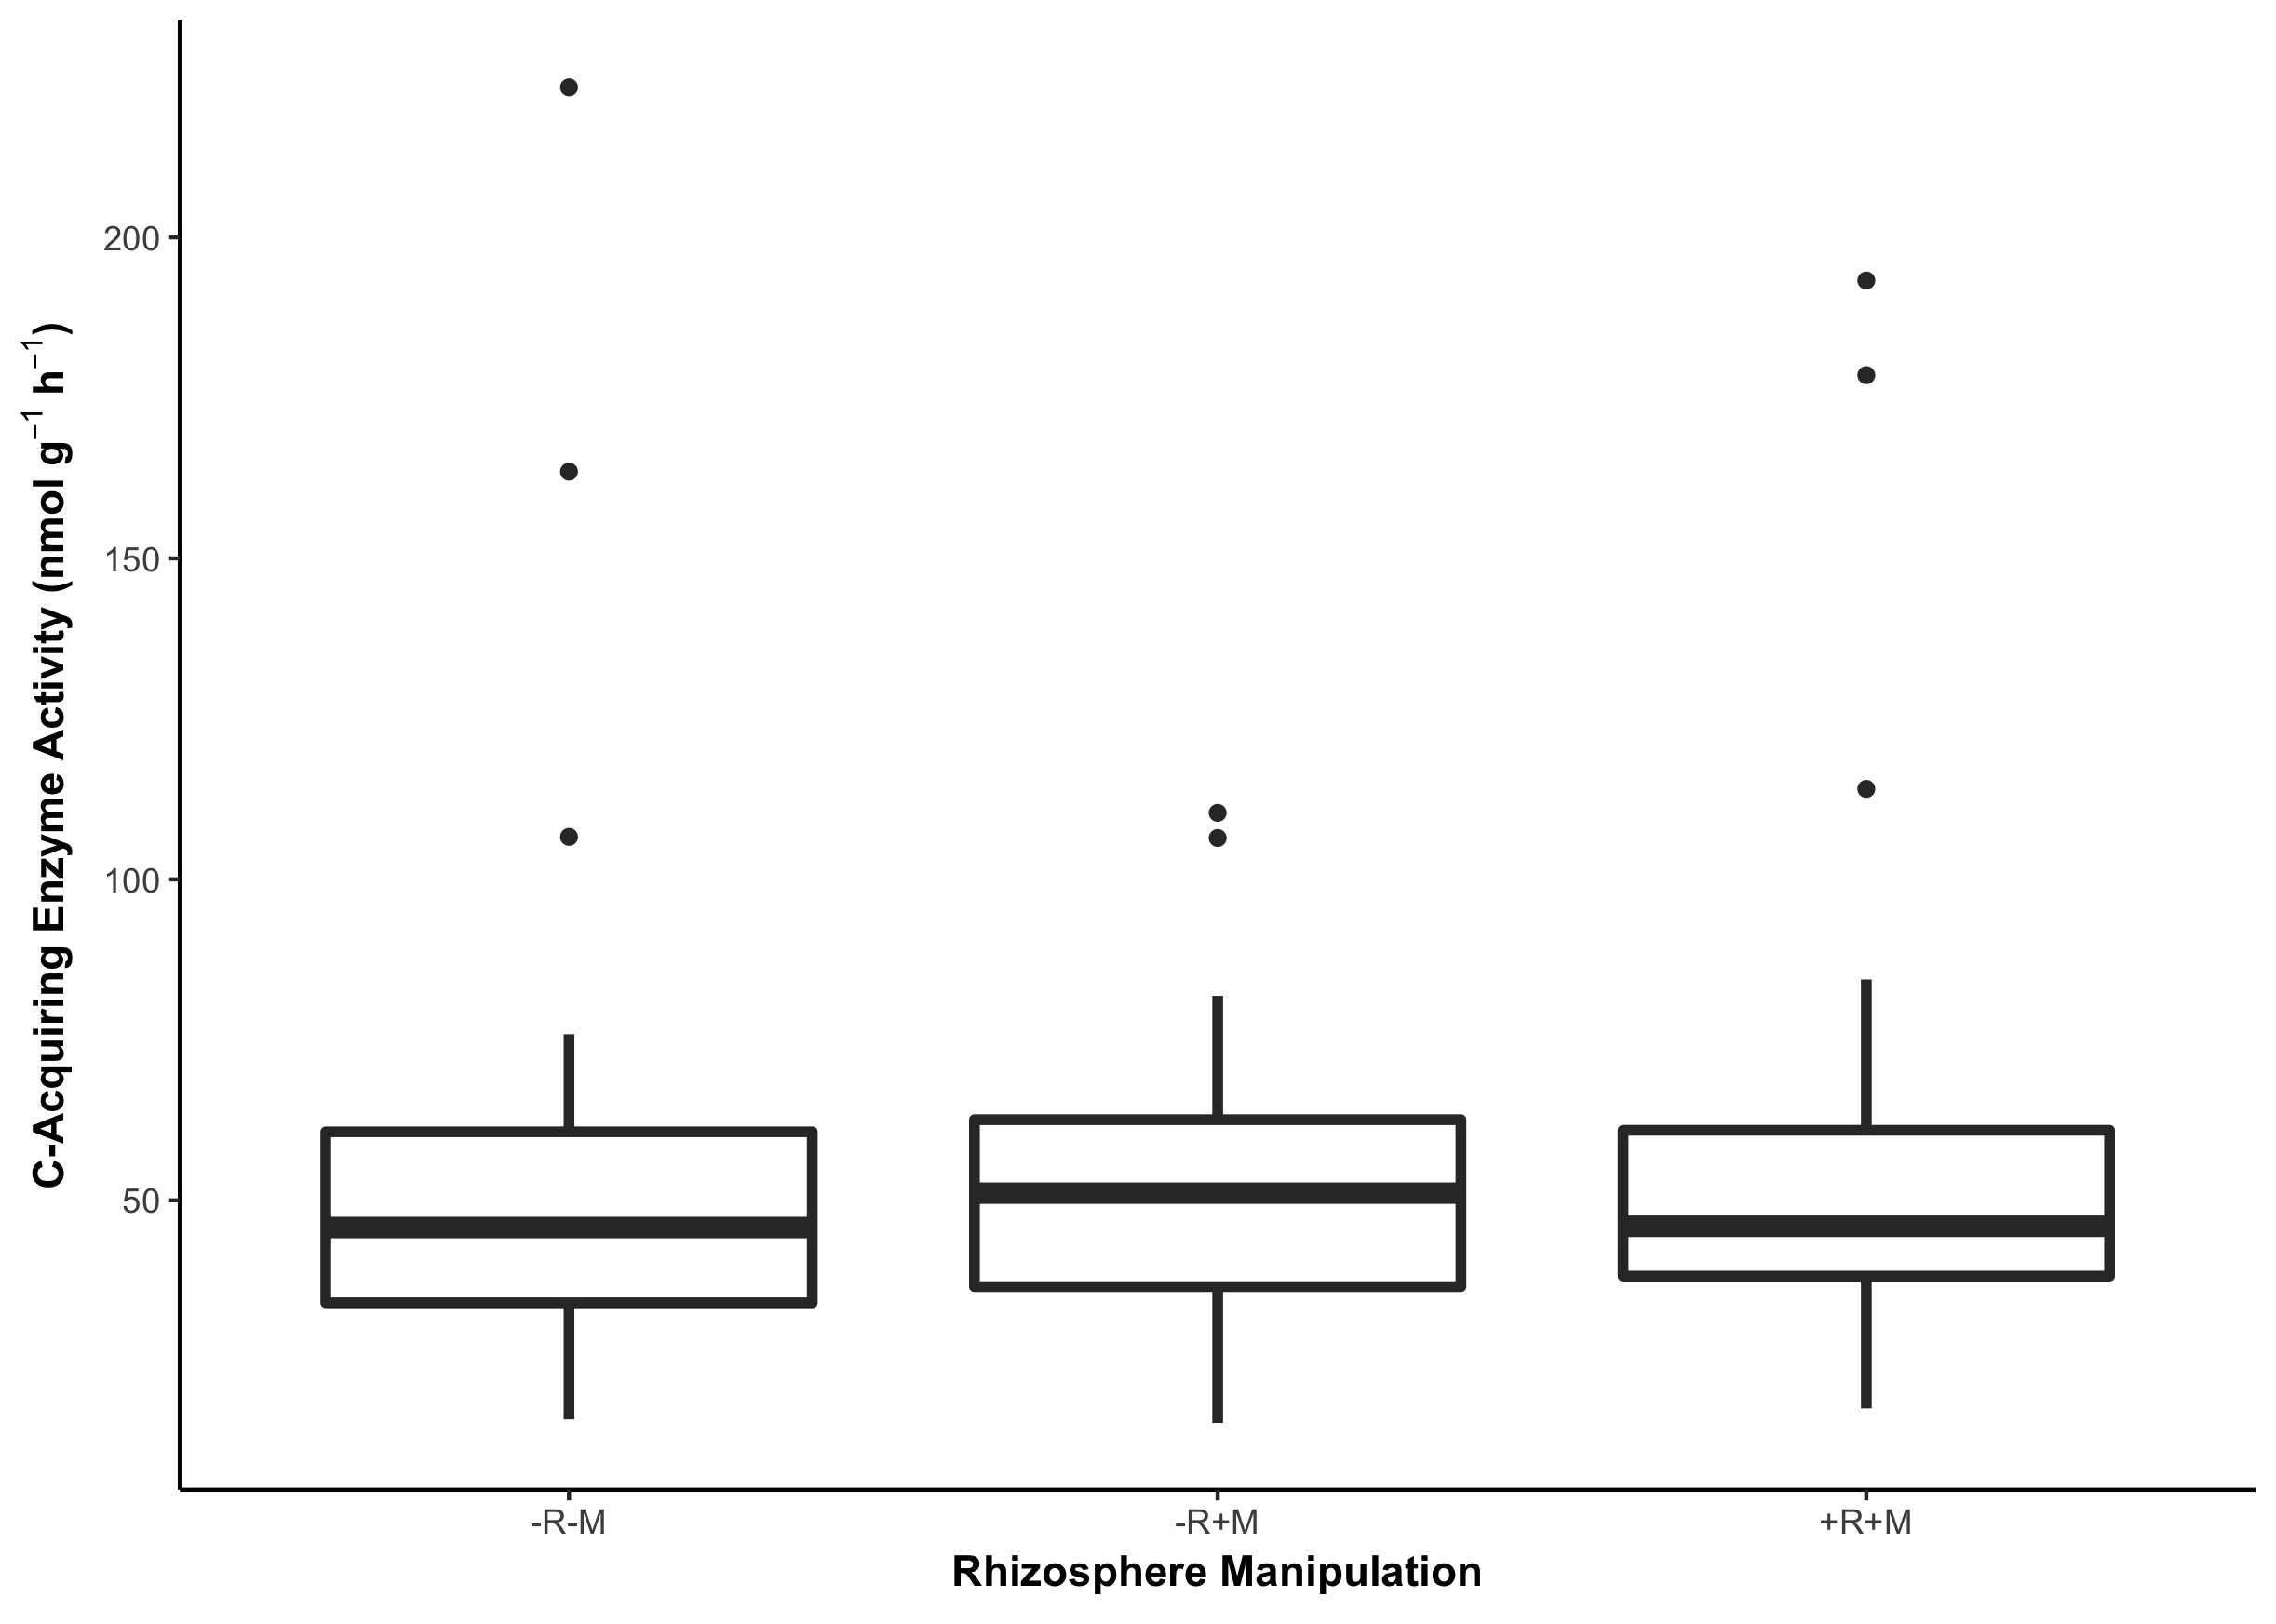 C-Acquiring Enzyme Activity (nmol g⁻¹ h⁻¹)
200
150
100
50
-R-M
-R+M
+R+M
Rhizosphere Manipulation